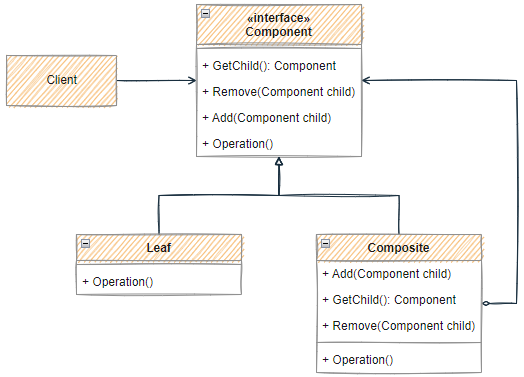 «interface»
Component
+ GetChild(): Component
+ Remove(Component child)
+ Add(Component child)
+ Operation()
Client
Leaf
+ Operation()
Composite
+ Add(Component child)
+ GetChild(): Component
+ Remove(Component child)
+ Operation()